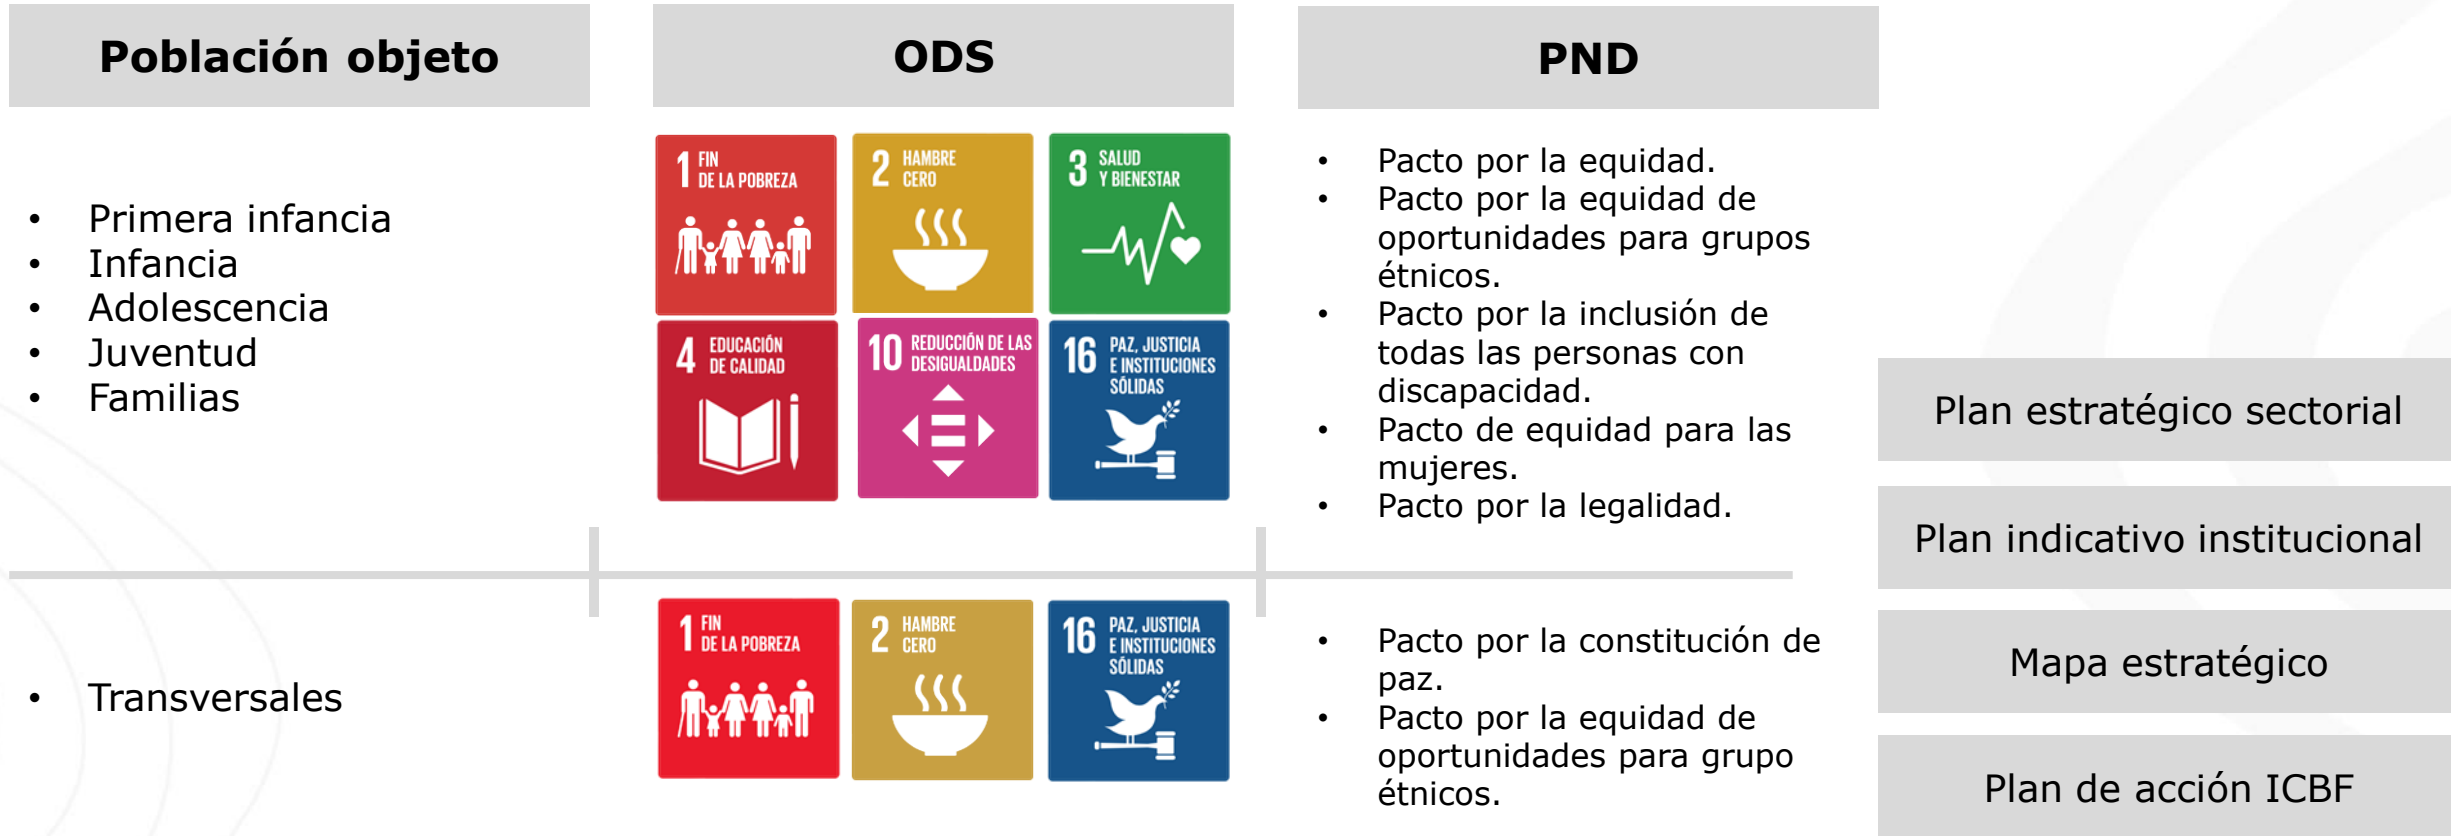 Población objeto
ODS
PND
• Primera infancia
• Infancia
• Adolescencia
• Juventud
• Familias
1 FIN
DE LA POBREZA
2 HAMBRE
CERO
3 SALUD
Y BIENESTAR
4 EDUCACIÓN
DE CALIDAD
10 REDUCCIÓN DE LAS
DESIGUALDADES
16 PAZ, JUSTICIA
E INSTITUCIONES
SÓLIDAS
• Pacto por la equidad.
• Pacto por la equidad de
oportunidades para grupos
étnicos.
• Pacto por la inclusión de
todas las personas con
discapacidad.
• Pacto de equidad para las
mujeres.
• Pacto por la legalidad.
• Transversales
1 FIN
DE LA POBREZA
2 HAMBRE
CERO
16 PAZ, JUSTICIA
E INSTITUCIONES
SÓLIDAS
• Pacto por la constitución de
paz.
• Pacto por la equidad de
oportunidades para grupo
étnicos.
Plan estratégico sectorial
Plan indicativo institucional
Mapa estratégico
Plan de acción ICBF